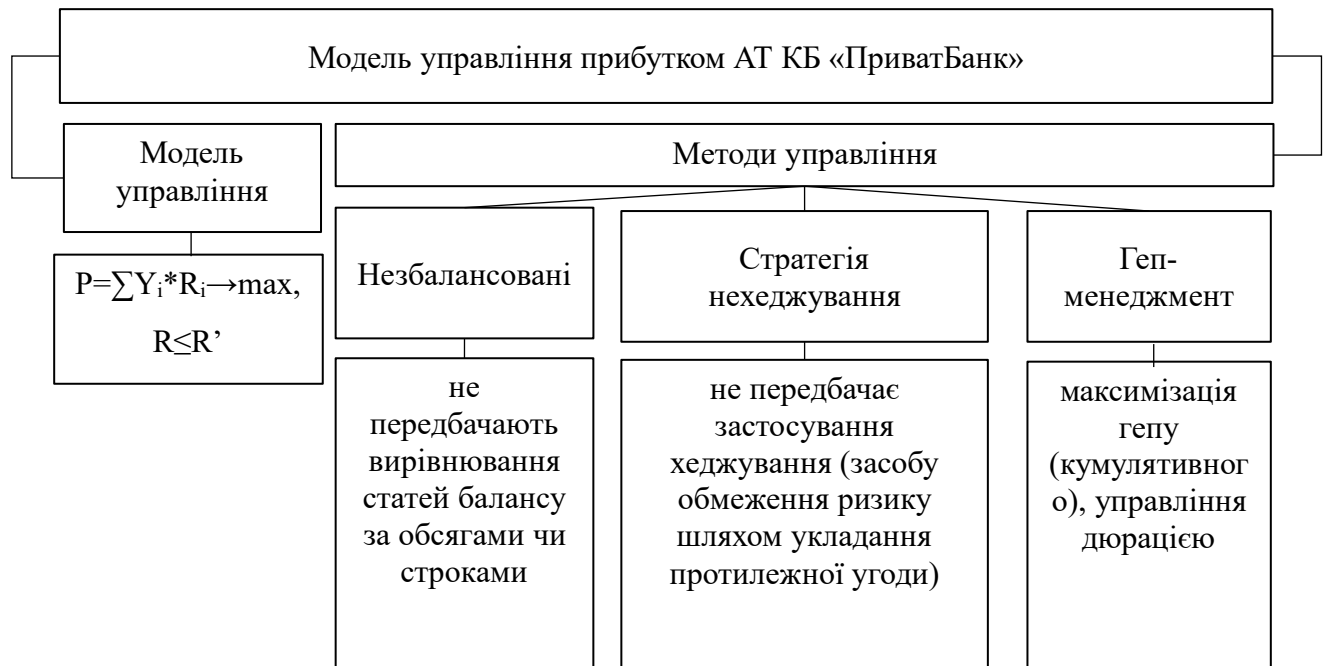 Модель управління прибутком АТ КБ «ПриватБанк»
Модель
управління
Методи управління
P=∑Yᵢ*Rᵢ→max,
R≤R’
Незбалансовані
Стратегія
нехеджування
Геп-
менеджмент
не
передбачають
вирівнювання
статей балансу
за обсягами чи
строками
не передбачає
застосування
хеджування (засобу
обмеження ризику
шляхом укладання
протилежної угоди)
максимізація
гепу
(кумулятивног
о), управління
дюрацією